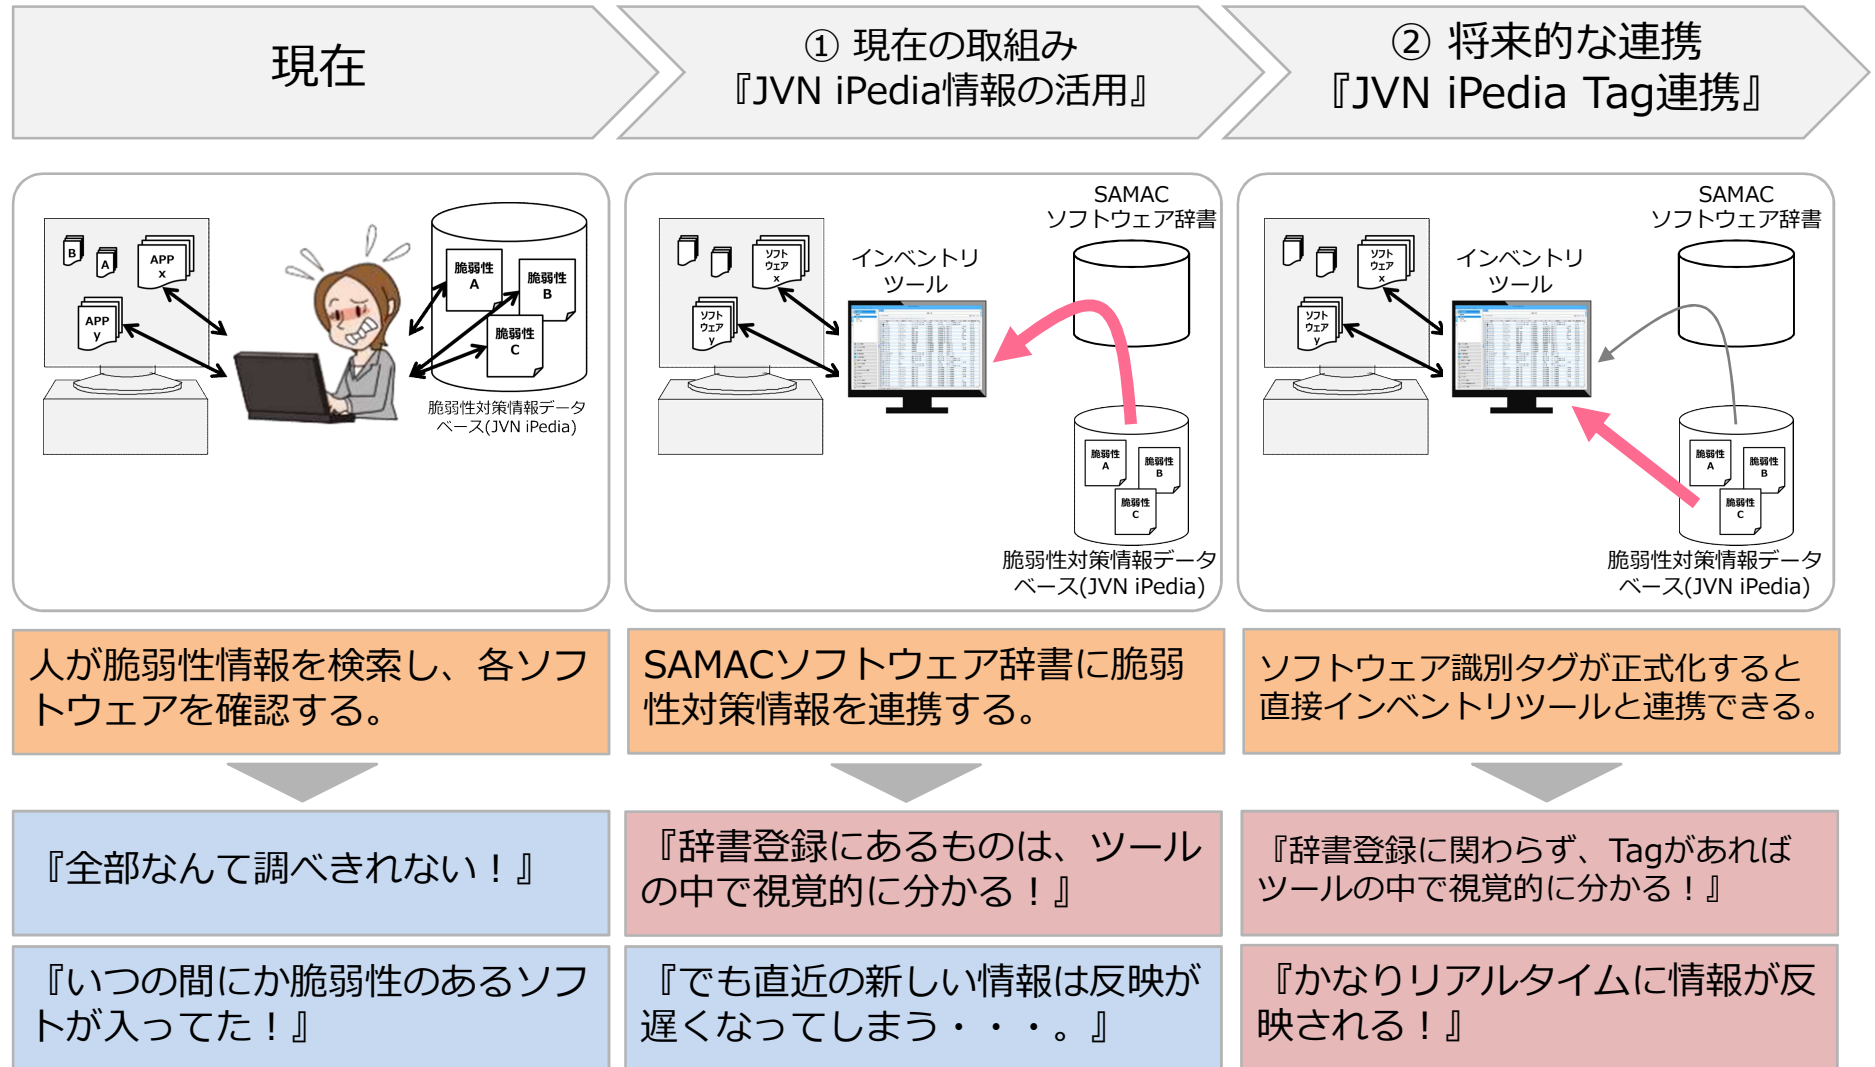 現在
① 現在の取組み
『JVN iPedia情報の活用』
② 将来的な連携
『JVN iPedia Tag連携』
B
A
APP
x
APP
y
脆弱性
A
脆弱性
B
脆弱性
C
脆弱性対策情報データ
ベース(JVN iPedia)
ソフト
ウェア
x
ソフト
ウェア
y
インベントリ
ツール
SAMAC
ソフトウェア辞書
脆弱性
A
脆弱性
B
脆弱性
C
脆弱性対策情報データ
ベース(JVN iPedia)
ソフト
ウェア
x
ソフト
ウェア
y
インベントリ
ツール
SAMAC
ソフトウェア辞書
脆弱性
A
脆弱性
B
脆弱性
C
脆弱性対策情報データ
ベース(JVN iPedia)
人が脆弱性情報を検索し、各ソフ
トウェアを確認する。
SAMACソフトウェア辞書に脆弱
性対策情報を連携する。
ソフトウェア識別タグが正式化すると
直接インベントリツールと連携できる。
『全部なんて調べきれない！』
『辞書登録にあるものは、ツール
の中で視覚的に分かる！』
『辞書登録に関わらず、Tagがあれば
ツールの中で視覚的に分かる！』
『いつの間にか脆弱性のあるソフ
トが入ってた！』
『でも直近の新しい情報は反映が
遅くなってしまう・・・。』
『かなりリアルタイムに情報が反
映される！』